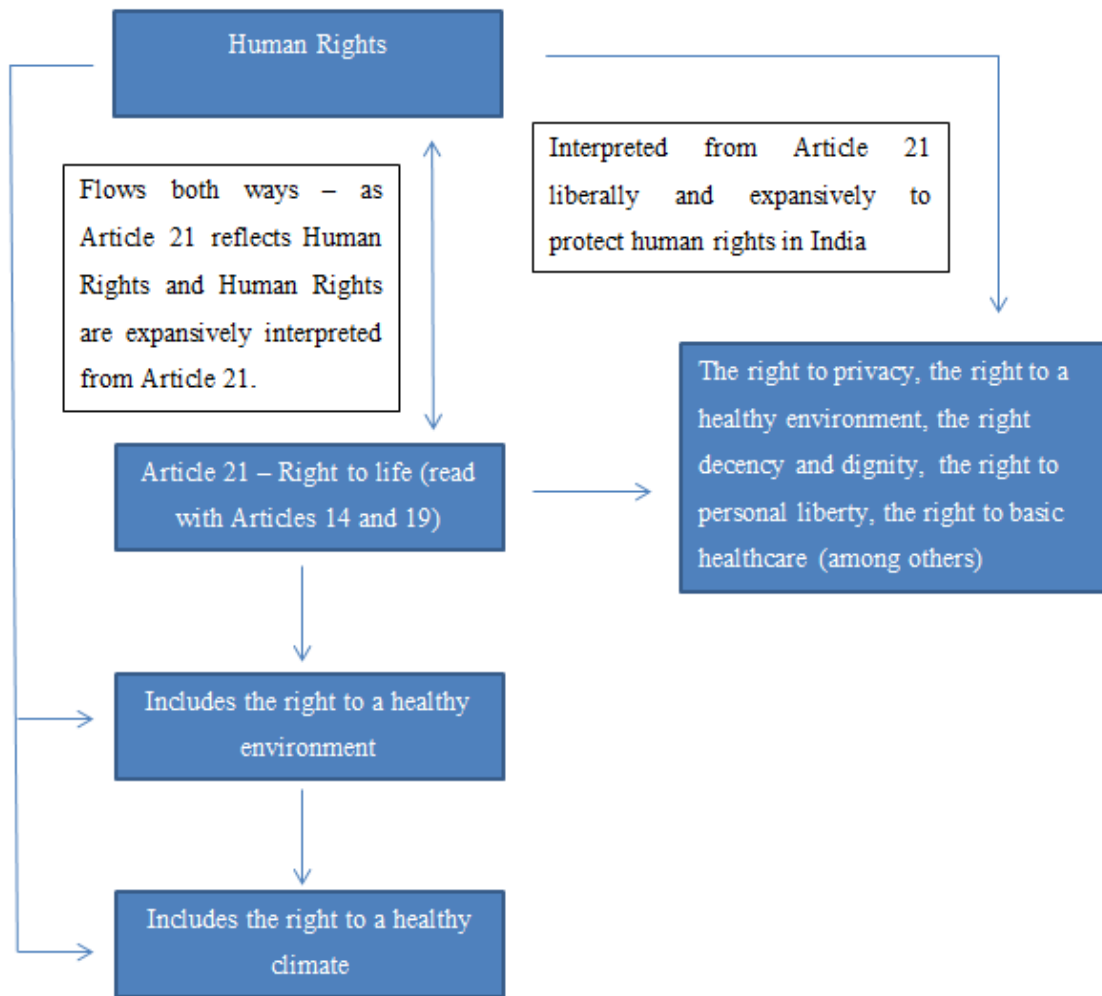 Human Rights
Flows both ways – as
Article 21 reflects Human
Rights and Human Rights
are expansively interpreted
from Article 21.
Interpreted from Article 21
liberally and expansively to
protect human rights in India
Article 21 – Right to life (read
with Articles 14 and 19)
The right to privacy, the right to a
healthy environment, the right
decency and dignity, the right to
personal liberty, the right to basic
healthcare (among others)
Includes the right to a healthy
environment
Includes the right to a healthy
climate